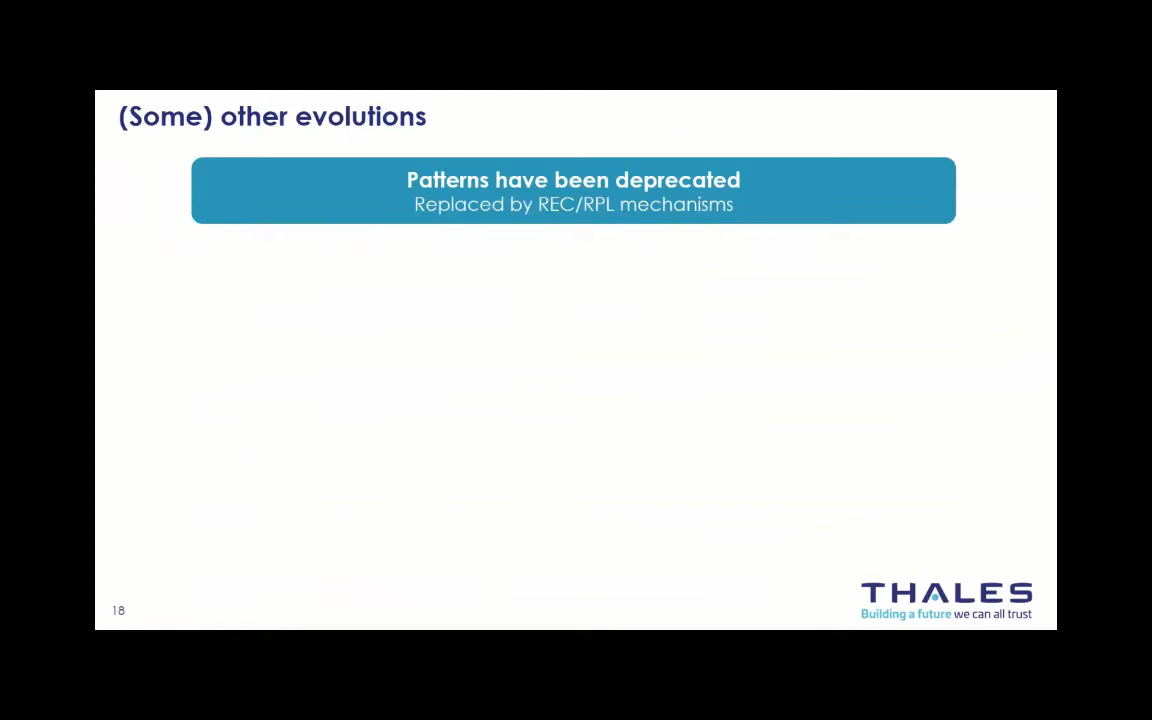 (Some) other evolutions
Patterns have been deprecated
Replaced by REC/RPL mechanisms
18
THALES
Building a future we can all trust